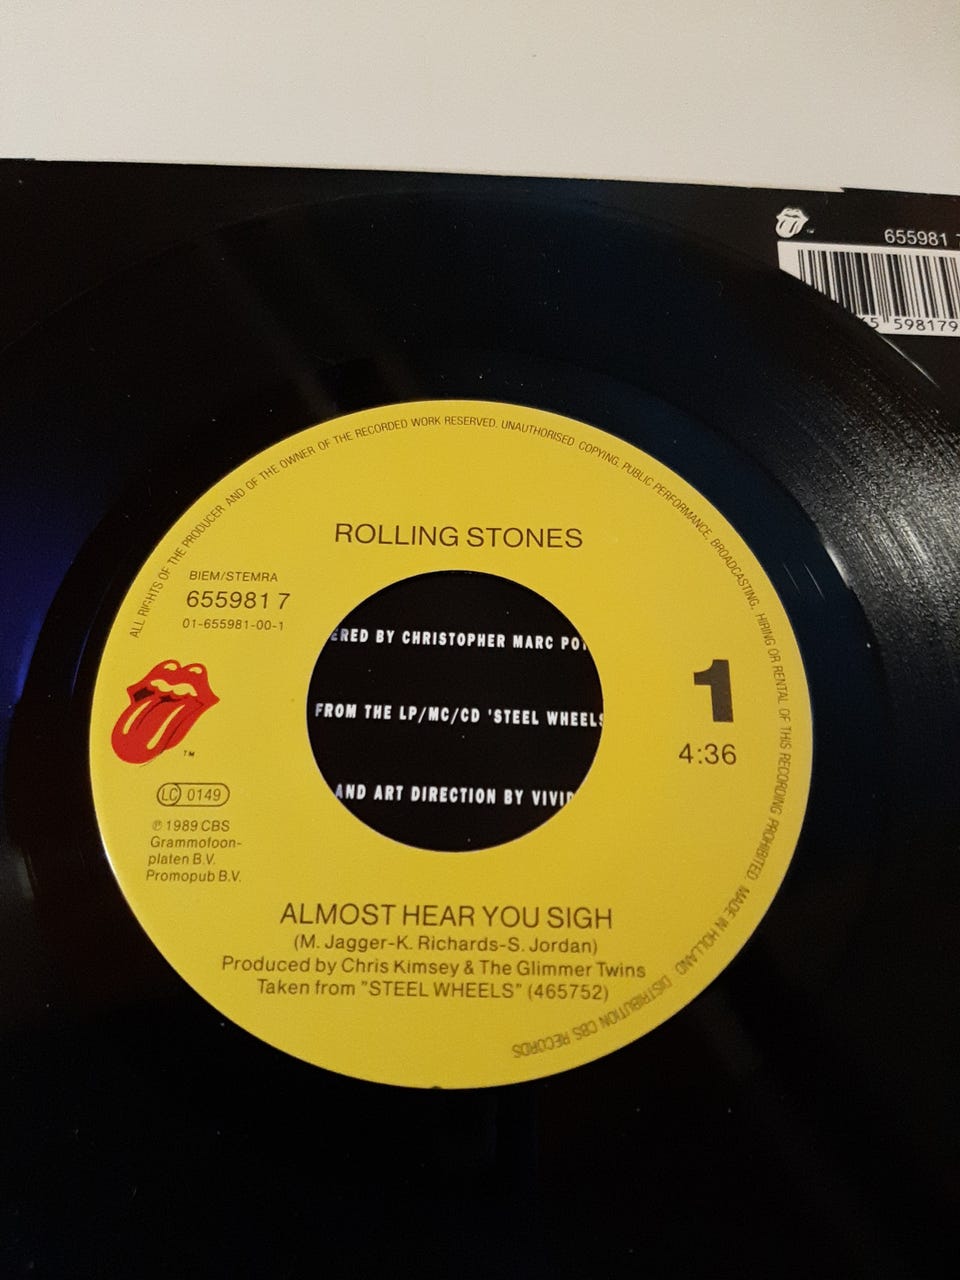 655981 7
5 598179
ALL RIGHTS OF THE PRODUCER AND OF THE OWNER OF THE RECORDED WORK RESERVED. UNAUTHORISED COPYING, PUBLIC PERFORMANCE, BROADCASTING, HIRING OR RENTAL OF THIS RECORDING PROHIBITED. MADE IN HOLLAND DISTRIBUTION CBS RECORDS
ROLLING STONES
BIEM/STEMRA
655981 7
01-655981-00-1
ERED BY CHRISTOPHER MARC PO
FROM THE LP/MC/CD 'STEEL WHEELS
AND ART DIRECTION BY VIVID
1
4:36
TM
LC 0149
℗ 1989 CBS
Grammofoon-
platen B.V.
Promopub B.V.
ALMOST HEAR YOU SIGH
(M. Jagger-K. Richards-S. Jordan)
Produced by Chris Kimsey & The Glimmer Twins
Taken from "STEEL WHEELS" (465752)